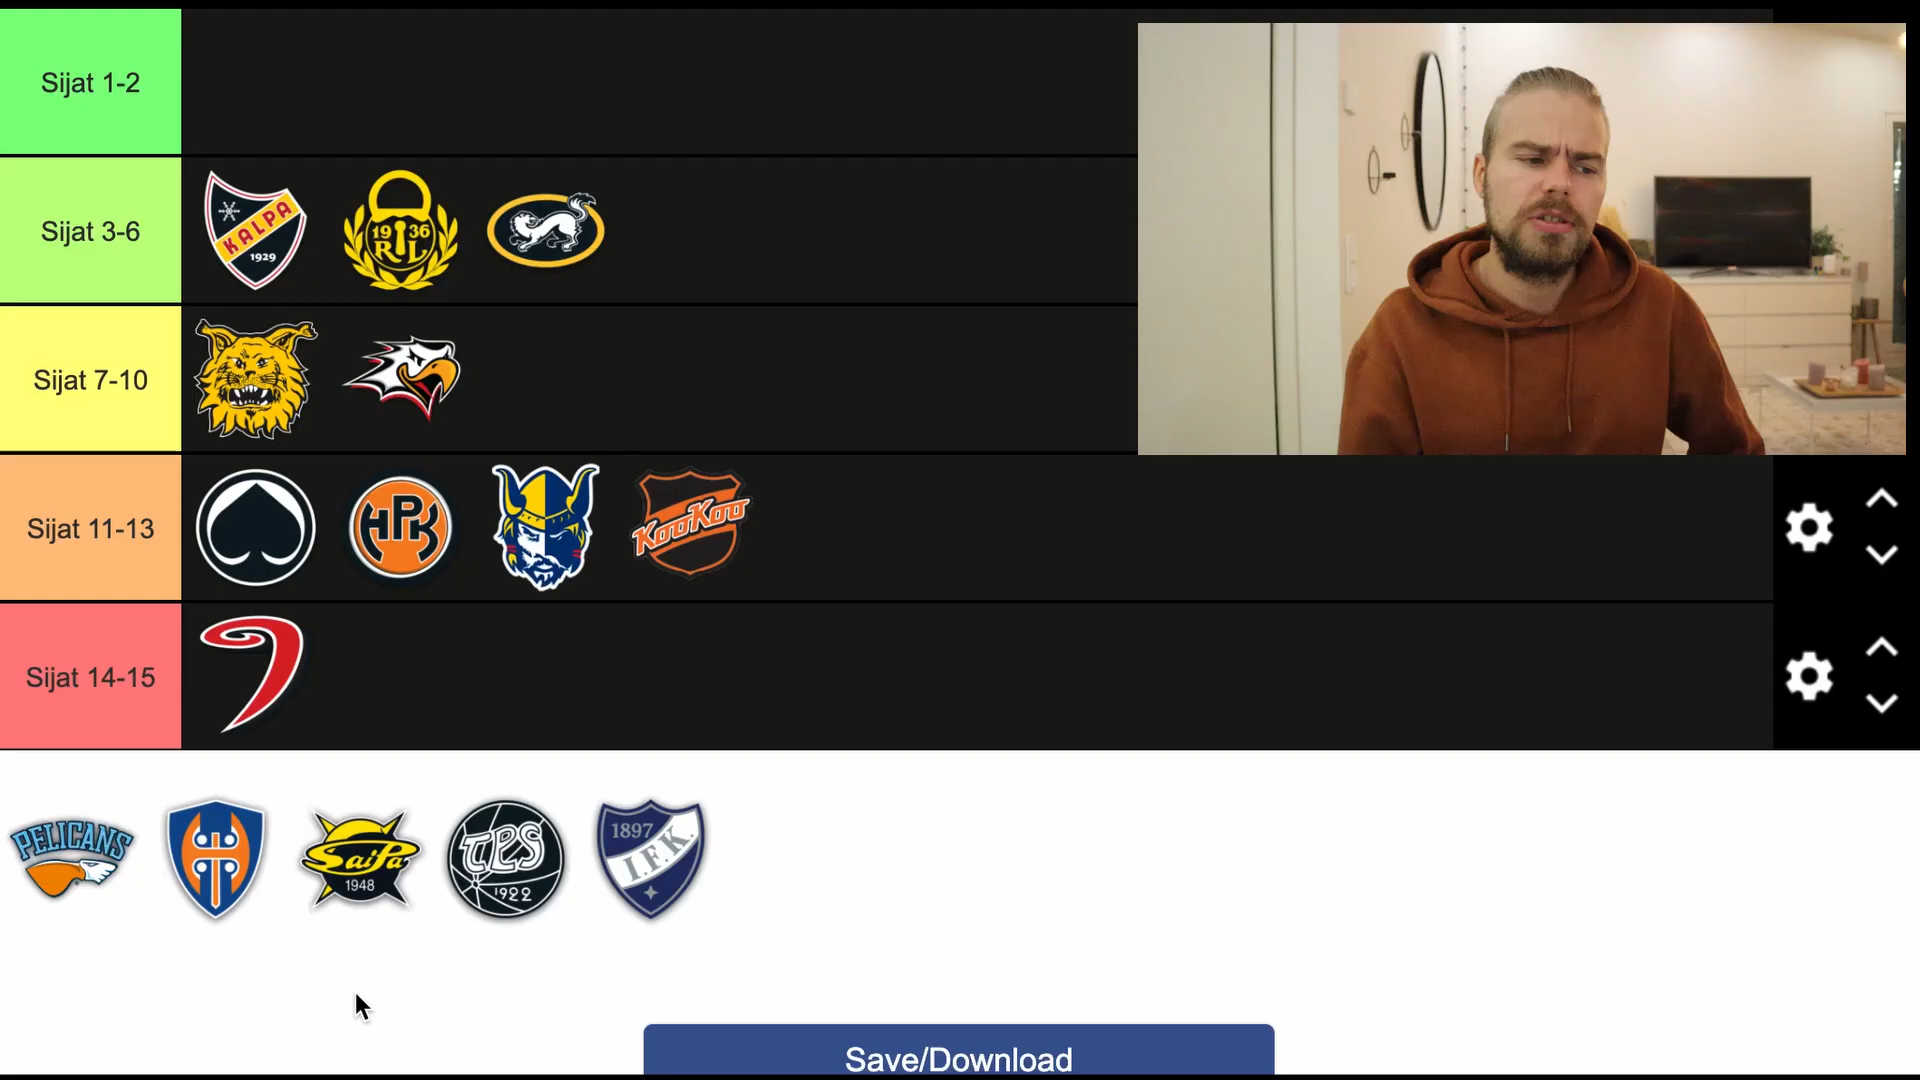 Sijat 1-2
Sijat 3-6
KALPA
1929
19 36
RIL
Sijat 7-10
Sijat 11-13
HPK
KooKoo
Sijat 14-15
PELICANS
SaiPa
1948
TPS
1922
1897
I.F.K.
Save/Download